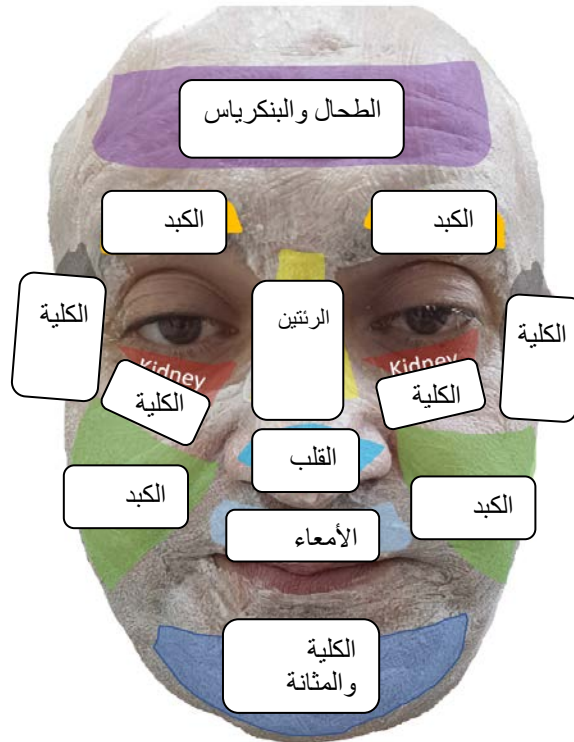 الطحال والبنكرياس
الكبد
الكبد
الكلية
الرئتين
الكلية
Kidney
Kidney
الكلية
الكلية
القلب
الكبد
الكبد
الأمعاء
الكلية
والمثانة